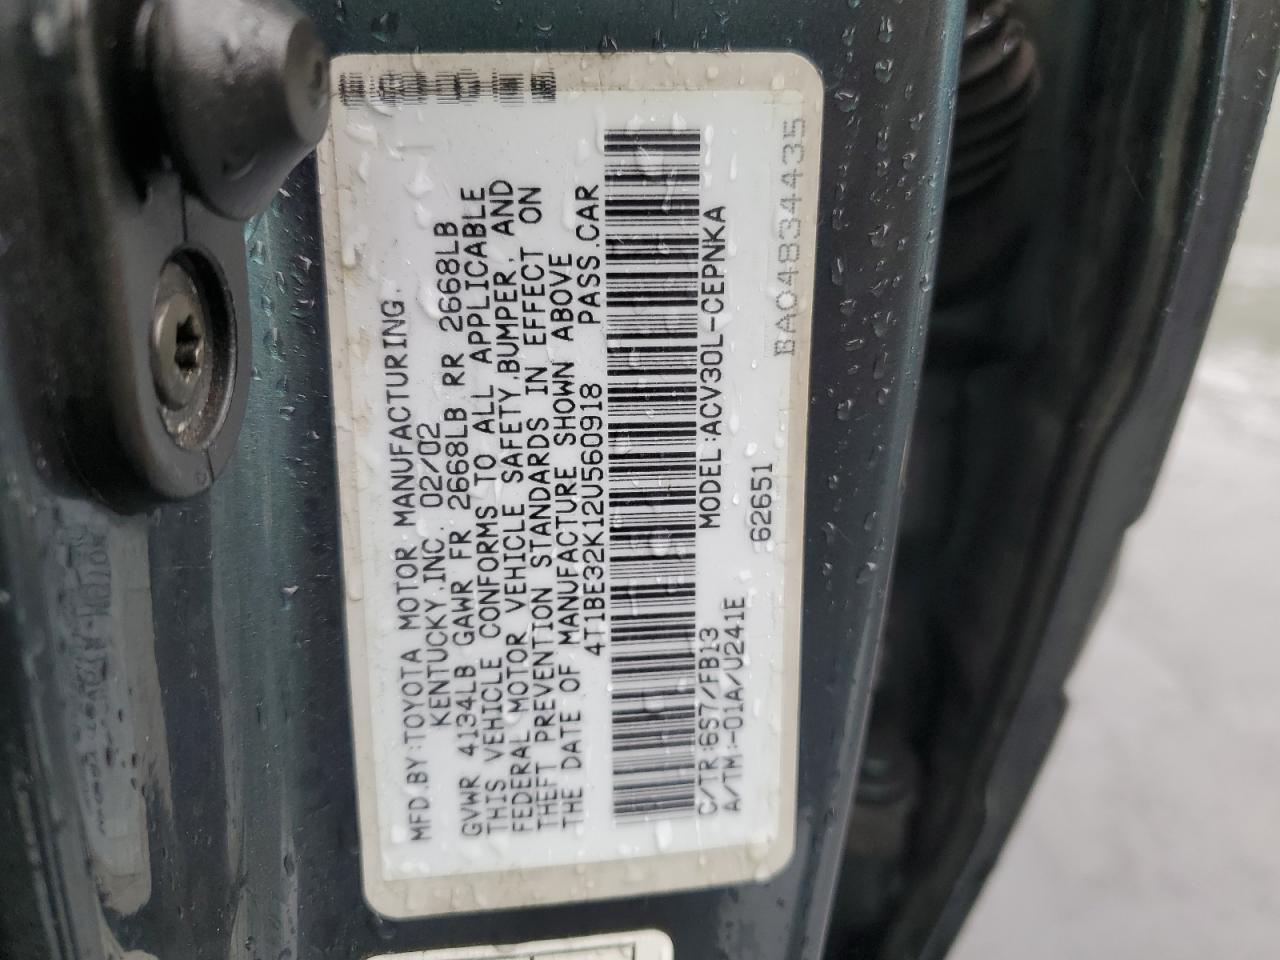 MFD.BY:TOYOTA MOTOR MANUFACTURING.
KENTUCKY,INC. 02/02
GVWR 4134LB GAWR FR 2668LB RR 2668LB
THIS VEHICLE CONFORMS TO ALL APPLICABLE
FEDERAL MOTOR VEHICLE SAFETY,BUMPER, AND
THEFT PREVENTION STANDARDS IN EFFECT ON
THE DATE OF MANUFACTURE SHOWN ABOVE
4T1BE32K12U560918 PASS.CAR
C/TR:6S7/FB13 MODEL:ACV30L-CEPNKA
A/TM:-01A/U241E
62651
BA04834435